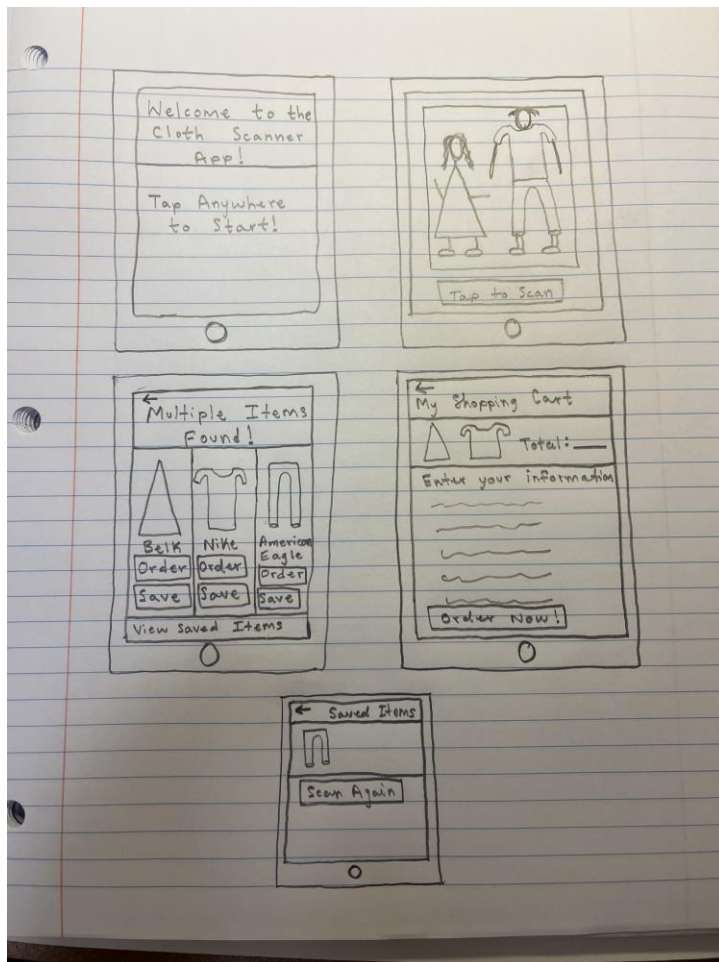 Welcome to the
Cloth Scanner
App!
Tap Anywhere
to Start!
Tap to Scan
Multiple Items
Found!
Belk
Order
Save
Nike
Order
Save
American
Eagle
Order
Save
View Saved Items
My Shopping Cart
Total:
Enter your information
Order Now!
Saved Items
Scan Again